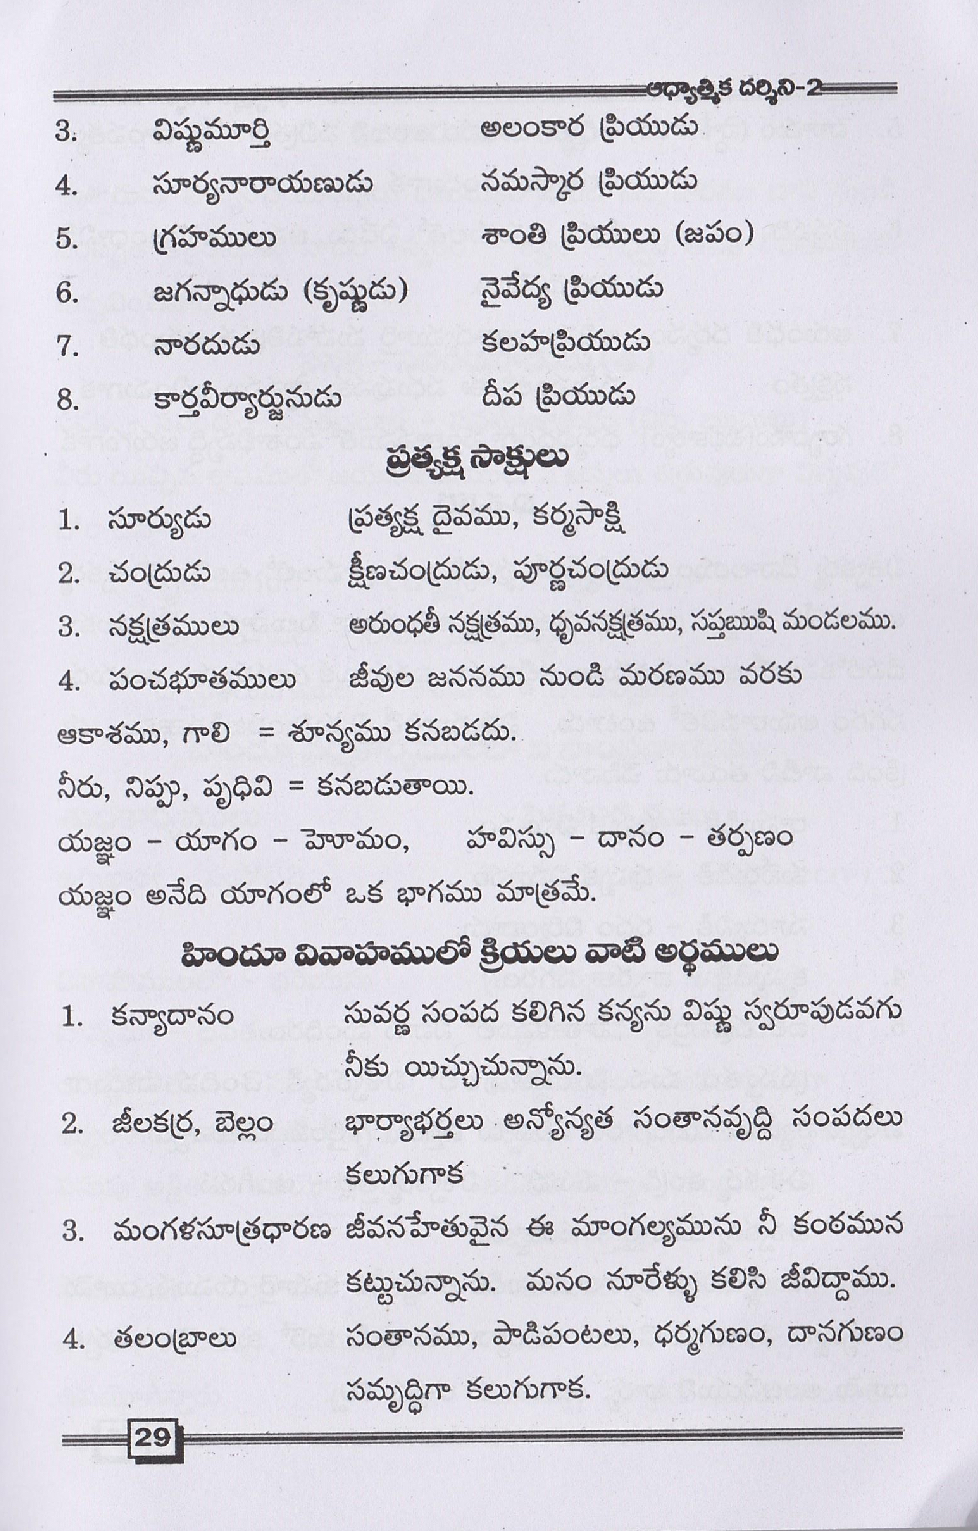 ఆధ్యాత్మిక దర్శిని-2
3. విష్ణుమూర్తి అలంకార ప్రియుడు
4. సూర్యనారాయణుడు నమస్కార ప్రియుడు
5. గ్రహములు శాంతి ప్రియులు (జపం)
6. జగన్నాధుడు (కృష్ణుడు) నైవేద్య ప్రియుడు
7. నారదుడు కలహప్రియుడు
8. కార్తవీర్యార్జునుడు దీప ప్రియుడు
ప్రత్యక్ష సాక్షులు
1. సూర్యుడు ప్రత్యక్ష దైవము, కర్మసాక్షి
2. చంద్రుడు క్షీణచంద్రుడు, పూర్ణచంద్రుడు
3. నక్షత్రములు అరుంధతీ నక్షత్రము, ధృవనక్షత్రము, సప్తఋషి మండలము.
4. పంచభూతములు జీవుల జననము నుండి మరణము వరకు
ఆకాశము, గాలి = శూన్యము కనబడదు.
నీరు, నిప్పు, పృధివి = కనబడుతాయి.
యజ్ఞం - యాగం - హెూమం, హవిస్సు - దానం - తర్పణం
యజ్ఞం అనేది యాగంలో ఒక భాగము మాత్రమే.
హిందూ వివాహములో క్రియలు వాటి అర్థములు
1. కన్యాదానం సువర్ణ సంపద కలిగిన కన్యను విష్ణు స్వరూపుడవగు
నీకు యిచ్చుచున్నాను.
2. జీలకర్ర, బెల్లం భార్యాభర్తలు అన్యోన్యత సంతానవృద్ది సంపదలు
కలుగుగాక
3. మంగళసూత్రధారణ జీవనహేతువైన ఈ మాంగల్యమును నీ కంఠమున
కట్టుచున్నాను. మనం నూరేళ్ళు కలిసి జీవిద్దాము.
4. తలంబ్రాలు సంతానము, పాడిపంటలు, ధర్మగుణం, దానగుణం
సమృద్ధిగా కలుగుగాక.
29